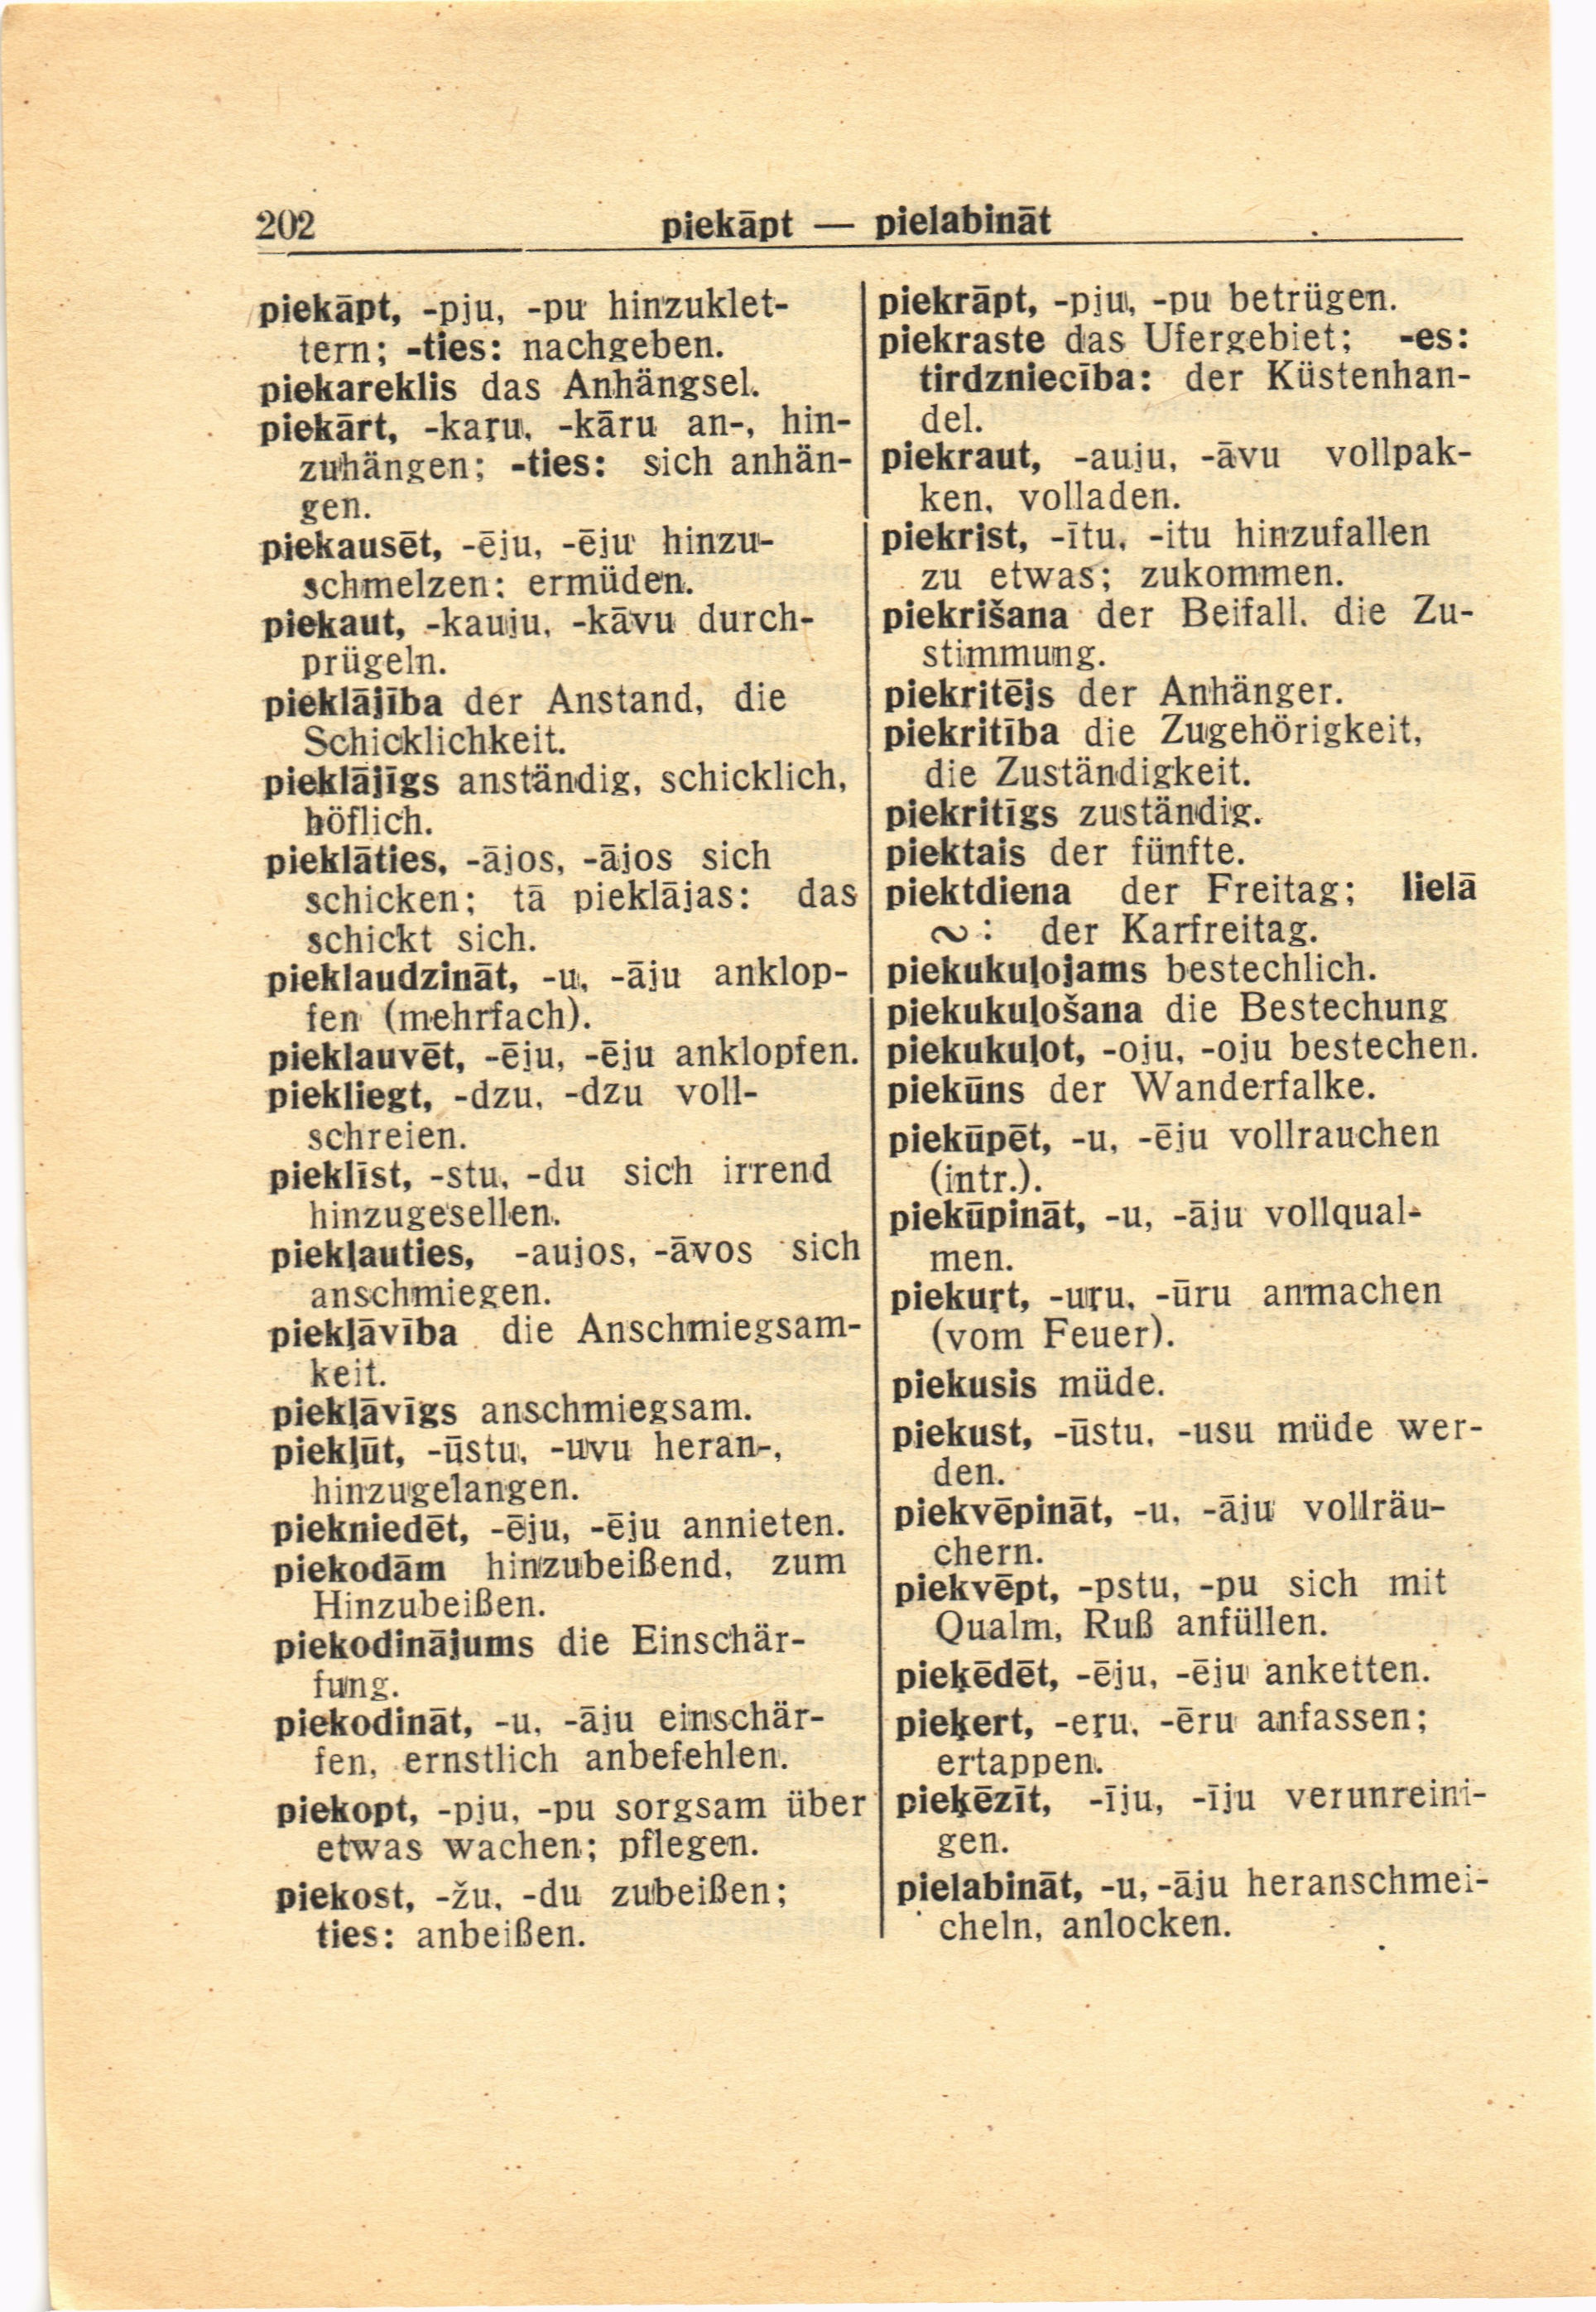 202
piekāpt — pielabināt
piekāpt, -pju, -pu hinzuklet-
tern; -ties: nachgeben.
piekareklis das Anhängsel.
piekārt, -kaŗu, -kāru an-, hin-
zuhängen; -ties: sich anhän-
gen.
piekausēt, -ēju, -ēju hinzu-
schmelzen; ermüden.
piekaut, -kauju, -kāvu durch-
prügeln.
pieklājība der Anstand, die
Schicklichkeit.
pieklājīgs anständig, schicklich,
höflich.
pieklāties, -ājos, -ājos sich
schicken; tā pieklājas: das
schickt sich.
pieklaudzināt, -u, -āju anklop-
fen (mehrfach).
pieklauvēt, -ēju, -ēju anklopfen.
piekliegt, -dzu, -dzu voll-
schreien.
pieklīst, -stu, -du sich irrend
hinzugesellen.
piekļauties, -aujos, -āvos sich
anschmiegen.
piekļāvība die Anschmiegsam-
keit.
piekļāvīgs anschmiegsam.
piekļūt, -ūstu, -uvu heran-,
hinzugelangen.
piekniedēt, -ēju, -ēju annieten.
piekodām hinzubeißend, zum
Hinzubeißen.
piekodinājums die Einschär-
fung.
piekodināt, -u, -āju einschär-
fen, ernstlich anbefehlen.
piekopt, -pju, -pu sorgsam über
etwas wachen; pflegen.
piekost, -žu, -du zubeißen;
ties: anbeißen.
piekrāpt, -pju, -pu betrügen.
piekraste das Ufergebiet; -es:
tirdzniecība: der Küstenhan-
del.
piekraut, -auju, -āvu vollpak-
ken, volladen.
piekrist, -ītu, -itu hinzufallen
zu etwas; zukommen.
piekrišana der Beifall, die Zu-
stimmung.
piekritējs der Anhänger.
piekritība die Zugehörigkeit,
die Zuständigkeit.
piekritīgs zuständig.
piektais der fünfte.
piektdiena der Freitag; lielā
∾: der Karfreitag.
piekukuļojams bestechlich.
piekukuļošana die Bestechung
piekukuļot, -oju, -oju bestechen.
piekūns der Wanderfalke.
piekūpēt, -u, -ēju vollrauchen
(intr.).
piekūpināt, -u, -āju vollqual-
men.
piekuŗt, -uŗu, -ūru anmachen
(vom Feuer).
piekusis müde.
piekust, -ūstu, -usu müde wer-
den.
piekvēpināt, -u, -āju vollräu-
chern.
piekvēpt, -pstu, -pu sich mit
Qualm, Ruß anfüllen.
pieķēdēt, -ēju, -ēju anketten.
pieķert, -eŗu, -ēru anfassen;
ertappen.
pieķēzīt, -īju, -īju verunreini-
gen.
pielabināt, -u, -āju heranschmei-
cheln, anlocken.